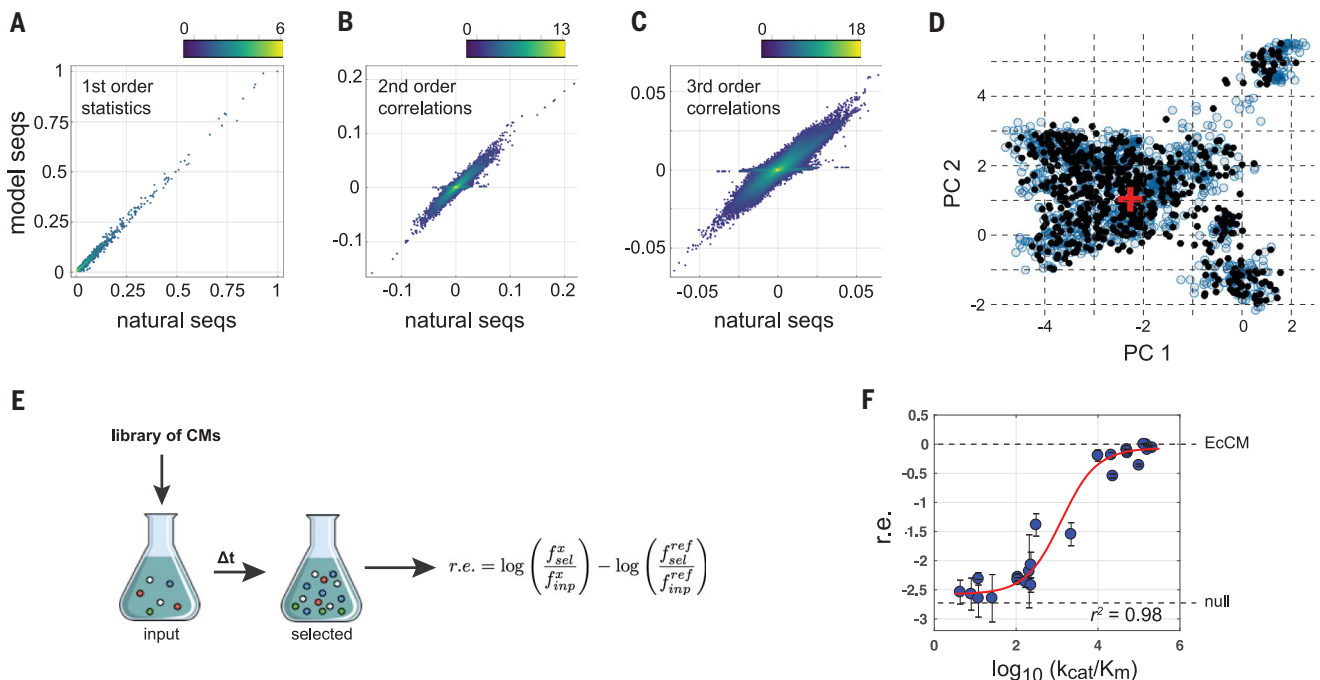 A
0 6
1st order
statistics
1
0.75
0.5
0.25
0
0 0.25 0.5 0.75 1
model seqs
natural seqs
B
0 13
2nd order
correlations
0.2
0.1
0
-0.1
-0.1 0 0.1 0.2
natural seqs
C
0 18
3rd order
correlations
0.05
0
-0.05
-0.05 0 0.05
natural seqs
D
4
2
0
-2
-4 -2 0 2
PC 2
PC 1
E
library of CMs
Δt
input
selected
r.e. = log (f^x_sel / f^x_inp) − log (f^ref_sel / f^ref_inp)
F
0.5
0
-0.5
-1
-1.5
-2
-2.5
-3
0 2 4 6
r.e.
EcCM
null
r² = 0.98
log₁₀ (kcat/Km)